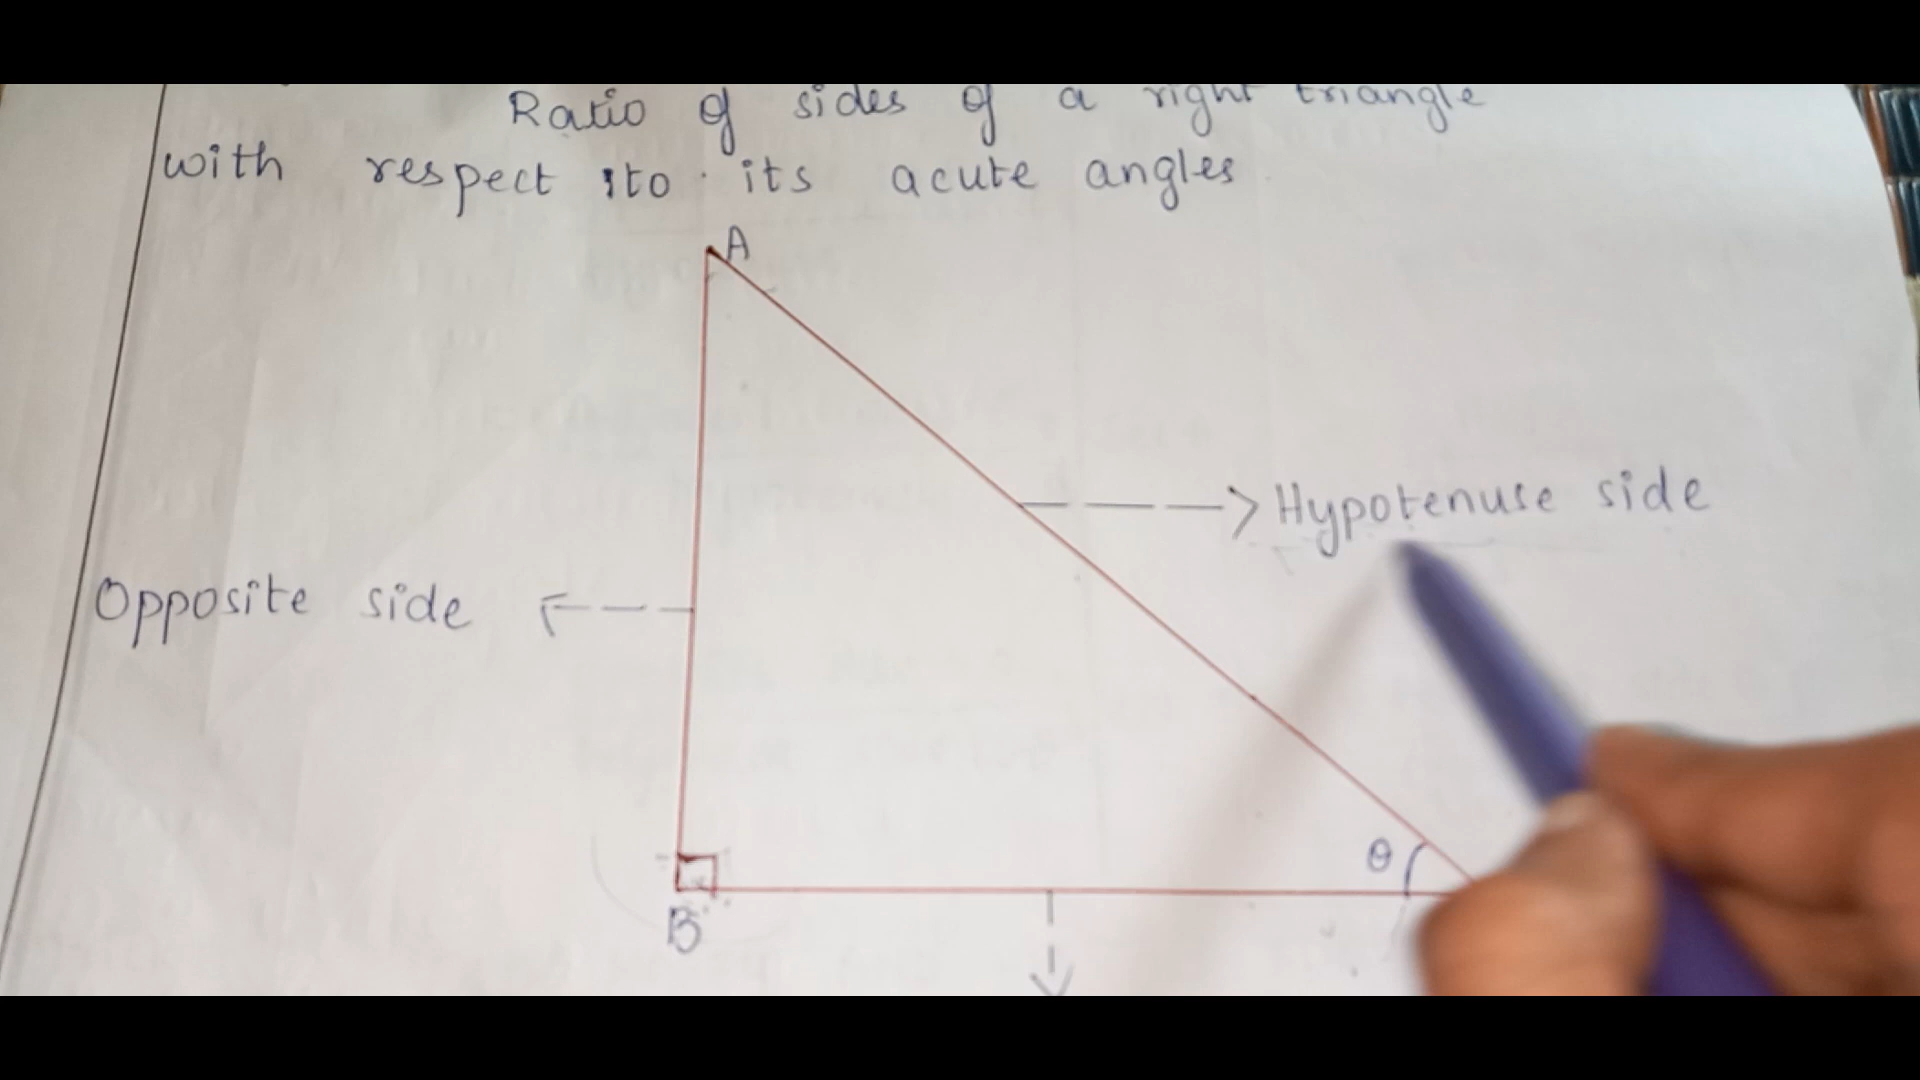 Ratio of sides of a right triangle
with respect to its acute angles
A
Hypotenuse side
Opposite side
θ
B